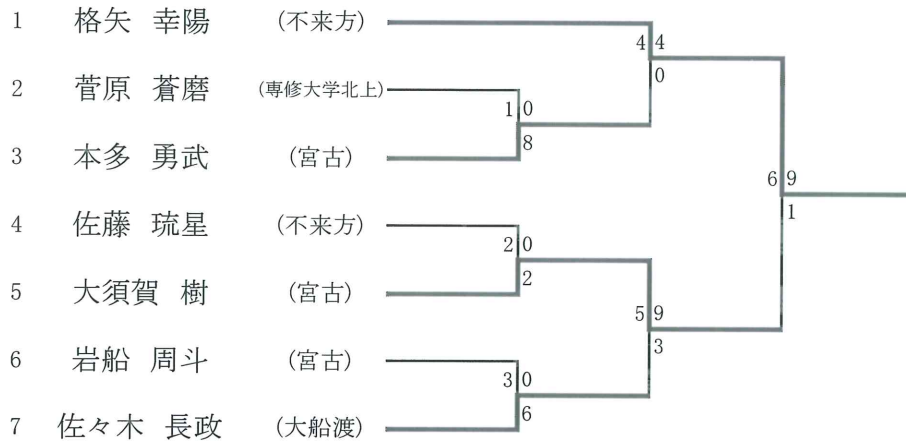 1 格矢 幸陽 (不来方)
4 4
0
2 菅原 蒼磨 (専修大学北上)
1 0
8
3 本多 勇武 (宮古)
6 9
1
4 佐藤 琉星 (不来方)
2 0
2
5 大須賀 樹 (宮古)
5 9
3
6 岩船 周斗 (宮古)
3 0
6
7 佐々木 長政 (大船渡)